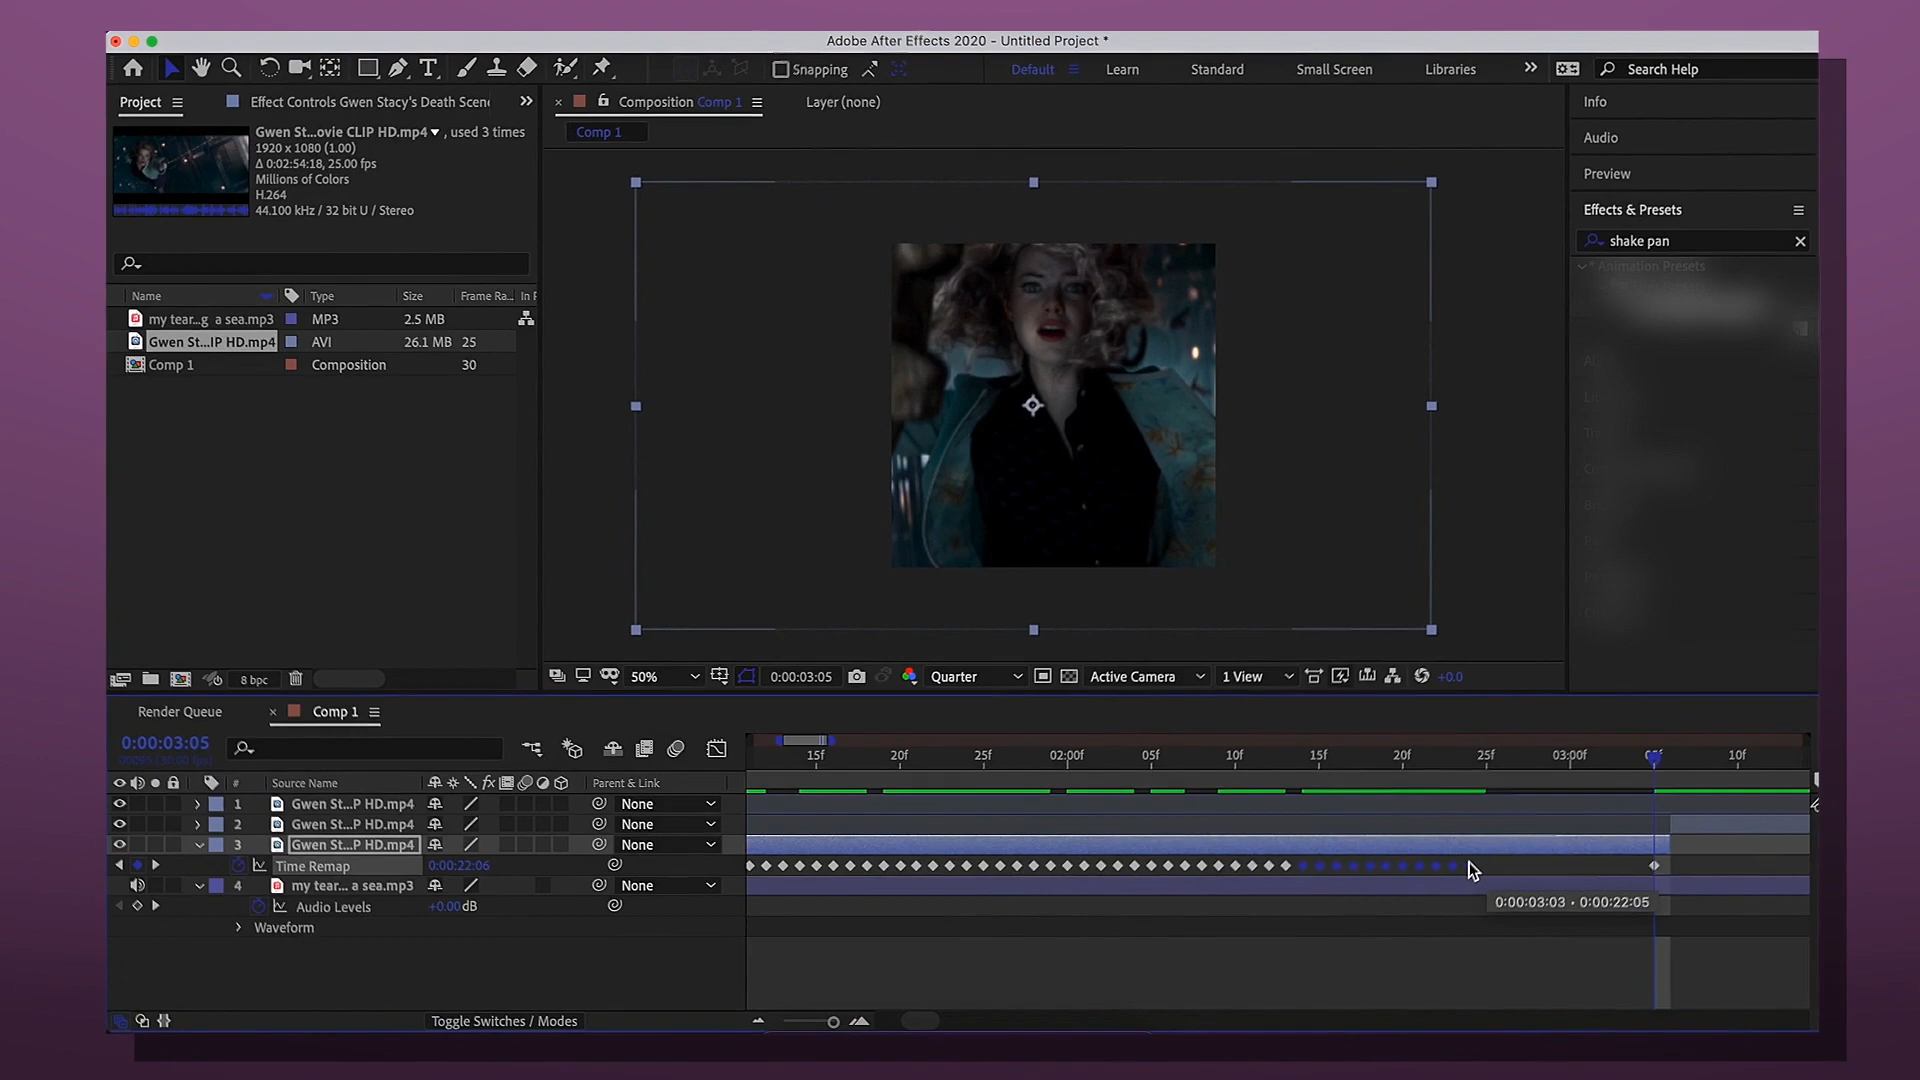 Adobe After Effects 2020 - Untitled Project *
Snapping
Default
Learn
Standard
Small Screen
Libraries
Search Help
Project
Effect Controls Gwen Stacy's Death Scene
Composition Comp 1
Layer (none)
Comp 1
Gwen St...ovie CLIP HD.mp4 , used 3 times
1920 x 1080 (1.00)
Δ 0:02:54:18, 25.00 fps
Millions of Colors
H.264
44.100 kHz / 32 bit U / Stereo
Name Type Size Frame Ra... In P
my tear...g a sea.mp3 MP3 2.5 MB
Gwen St...IP HD.mp4 AVI 26.1 MB 25
Comp 1 Composition 30
8 bpc
Info
Audio
Preview
Effects & Presets
shake pan
* Animation Presets
50%
0:00:03:05
Quarter
Active Camera
1 View
+0.0
Render Queue
Comp 1
0:00:03:05
00095 (30.00 fps)
15f 20f 25f 02:00f 05f 10f 15f 20f 25f 03:00f 10f
# Source Name
fx
Parent & Link
1 Gwen St...P HD.mp4 None
2 Gwen St...P HD.mp4 None
3 Gwen St...P HD.mp4 None
Time Remap 0:00:22:06
4 my tear... a sea.mp3 None
Audio Levels +0.00dB
0:00:03:03 • 0:00:22:05
Waveform
Toggle Switches / Modes